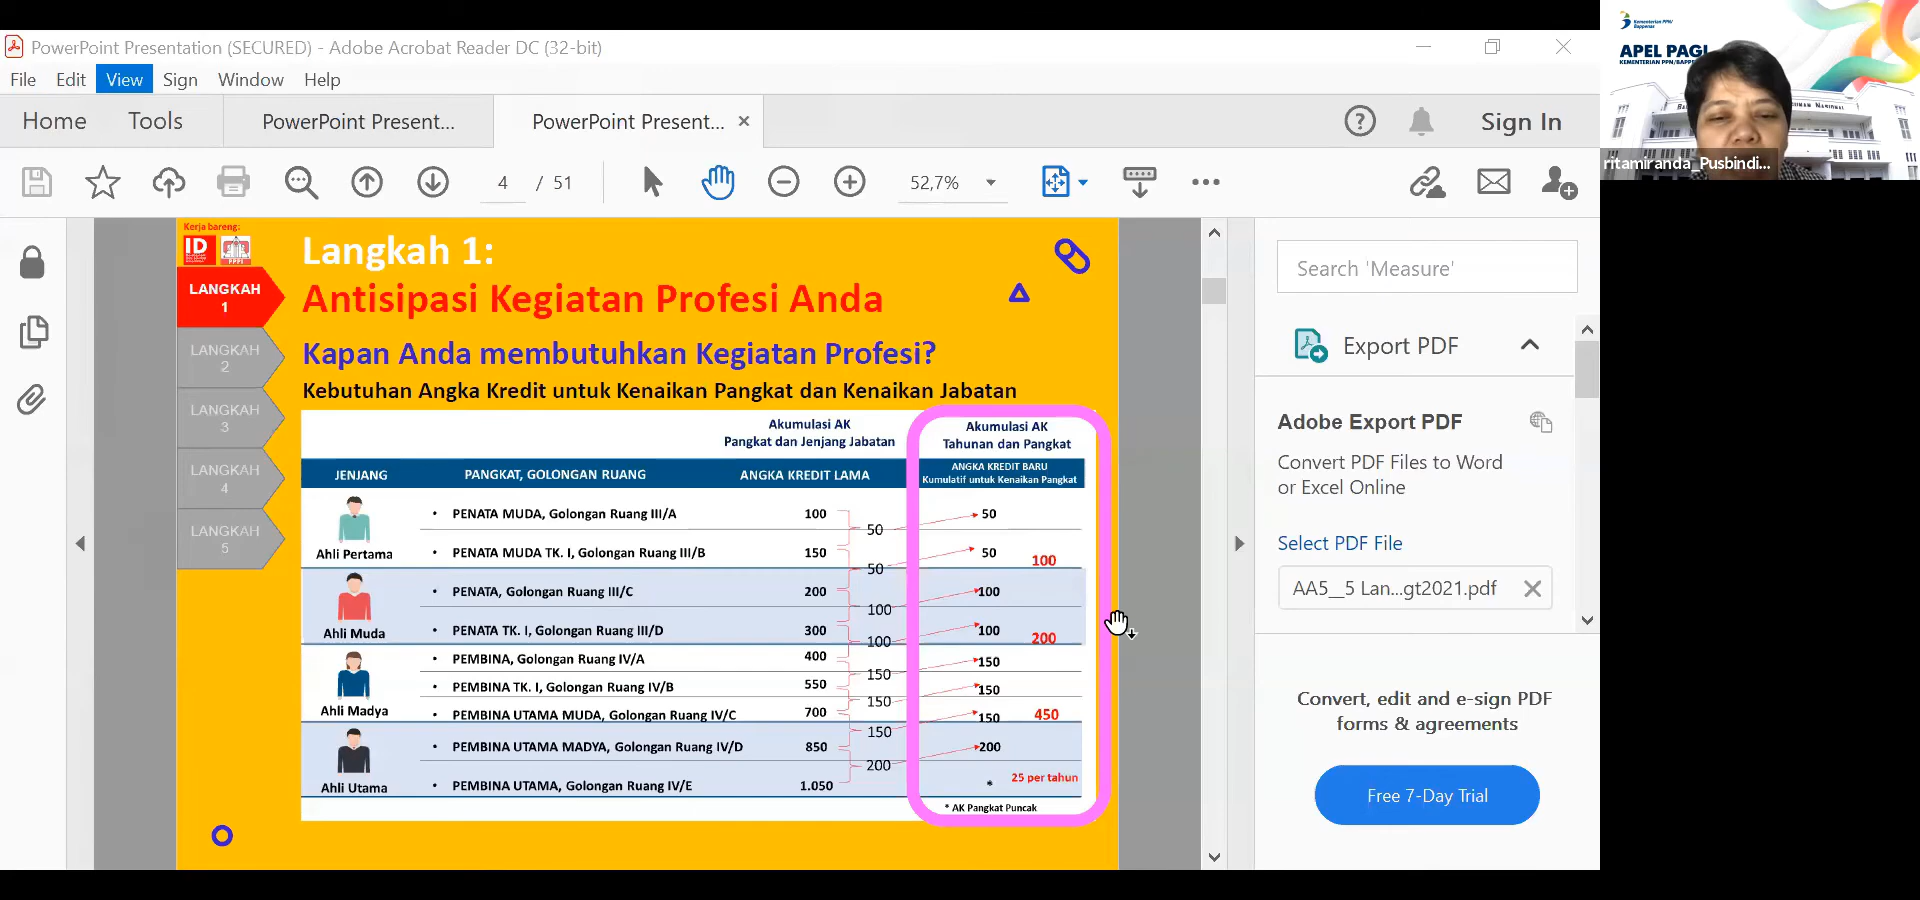 PowerPoint Presentation (SECURED) - Adobe Acrobat Reader DC (32-bit)
File Edit View Sign Window Help
Home Tools PowerPoint Present... PowerPoint Present... × Sign In
4 / 51 52,7%
Kerja bareng:
ID
PPPI
Langkah 1:
Antisipasi Kegiatan Profesi Anda
Kapan Anda membutuhkan Kegiatan Profesi?
Kebutuhan Angka Kredit untuk Kenaikan Pangkat dan Kenaikan Jabatan
LANGKAH
1
LANGKAH
2
LANGKAH
3
LANGKAH
4
LANGKAH
5
Akumulasi AK
Pangkat dan Jenjang Jabatan
Akumulasi AK
Tahunan dan Pangkat
JENJANG PANGKAT, GOLONGAN RUANG ANGKA KREDIT LAMA
ANGKA KREDIT BARU
Kumulatif untuk Kenaikan Pangkat
Ahli Pertama
• PENATA MUDA, Golongan Ruang III/A 100 50 50
• PENATA MUDA TK. I, Golongan Ruang III/B 150 50 50 100
Ahli Muda
• PENATA, Golongan Ruang III/C 200 100 100
• PENATA TK. I, Golongan Ruang III/D 300 100 100 200
Ahli Madya
• PEMBINA, Golongan Ruang IV/A 400 150 150
• PEMBINA TK. I, Golongan Ruang IV/B 550 150 150
• PEMBINA UTAMA MUDA, Golongan Ruang IV/C 700 150 150 450
Ahli Utama
• PEMBINA UTAMA MADYA, Golongan Ruang IV/D 850 200 200
• PEMBINA UTAMA, Golongan Ruang IV/E 1.050 * 25 per tahun
* AK Pangkat Puncak
Search 'Measure'
Export PDF
Adobe Export PDF
Convert PDF Files to Word
or Excel Online
Select PDF File
AA5__5 Lan...gt2021.pdf
Convert, edit and e-sign PDF
forms & agreements
Free 7-Day Trial
Kementerian PPN/
Bappenas
APEL PAGI
KEMENTERIAN PPN/BAPPE
ritamiranda_Pusbindi...